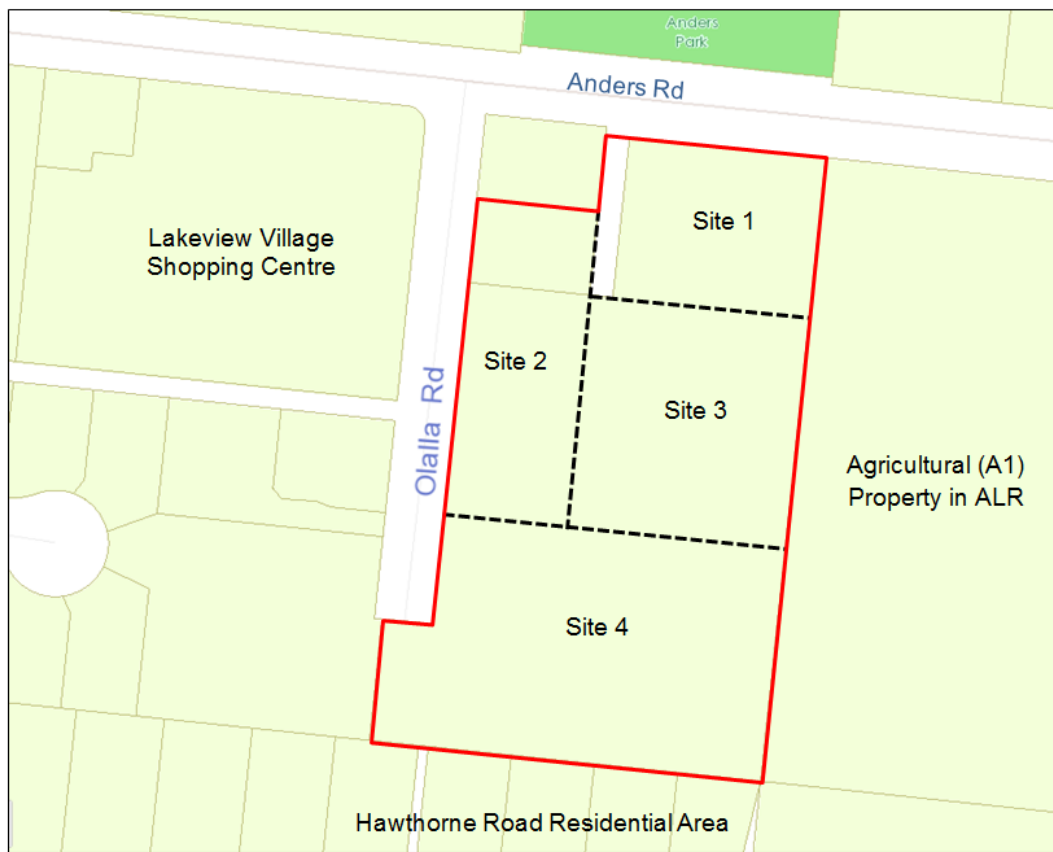 Anders
Park
Anders Rd
Site 1
Lakeview Village
Shopping Centre
Site 2
Olalla Rd
Site 3
Agricultural (A1)
Property in ALR
Site 4
Hawthorne Road Residential Area